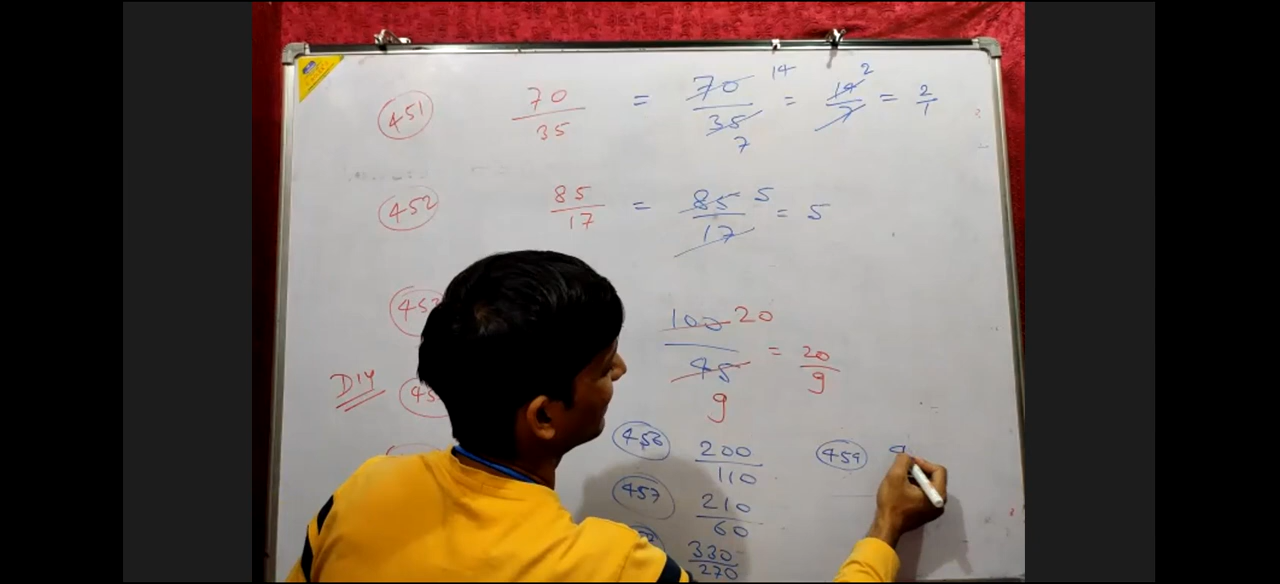 451 70/35 = 70/35 14 7 = 14/7 2 = 2/1
452 85/17 = 85/17 5 = 5
100/45 20 9 = 20/9
DIY
456 200/110 459
457 210/60
330/270